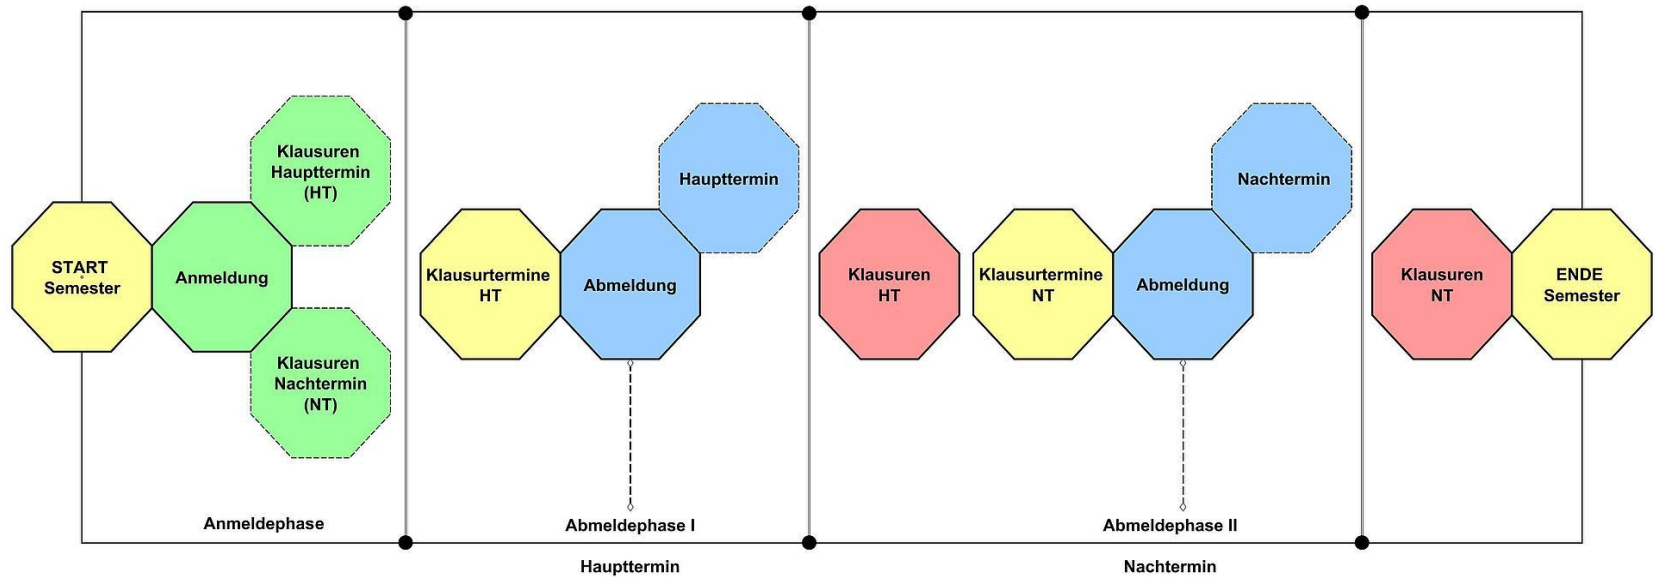 START
Semester
Anmeldung
Klausuren
Haupttermin
(HT)
Klausuren
Nachtermin
(NT)
Anmeldephase
Klausurtermine
HT
Abmeldung
Haupttermin
Abmeldephase I
Haupttermin
Klausuren
HT
Klausurtermine
NT
Abmeldung
Nachtermin
Abmeldephase II
Nachtermin
Klausuren
NT
ENDE
Semester